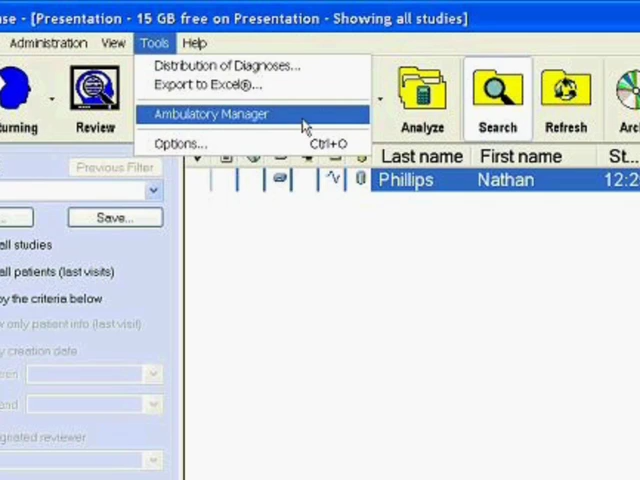 se - [Presentation - 15 GB free on Presentation - Showing all studies]
Administration View Tools Help
Distribution of Diagnoses...
Export to Excel®...
Ambulatory Manager
Options... Ctrl+O
turning Review Analyze Search Refresh Arc
Previous Filter
Last name First name St...
Phillips Nathan 12:2
... Save...
all studies
all patients (last visits)
by the criteria below
w only patient info (last visit)
y creation date
and
ignated reviewer